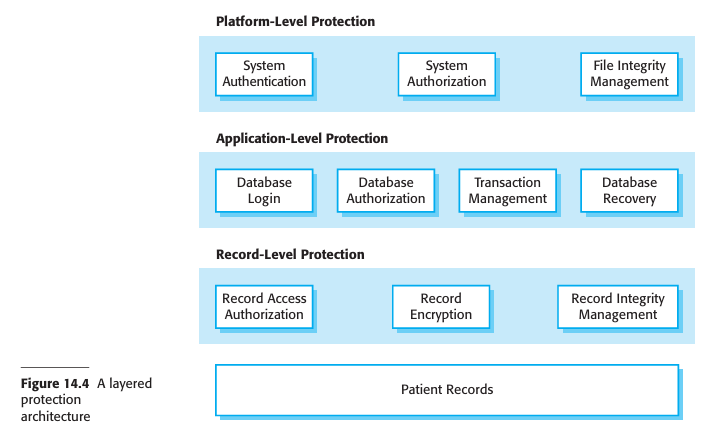 Platform-Level Protection
System
Authentication
System
Authorization
File Integrity
Management
Application-Level Protection
Database
Login
Database
Authorization
Transaction
Management
Database
Recovery
Record-Level Protection
Record Access
Authorization
Record
Encryption
Record Integrity
Management
Patient Records
Figure 14.4 A layered
protection
architecture